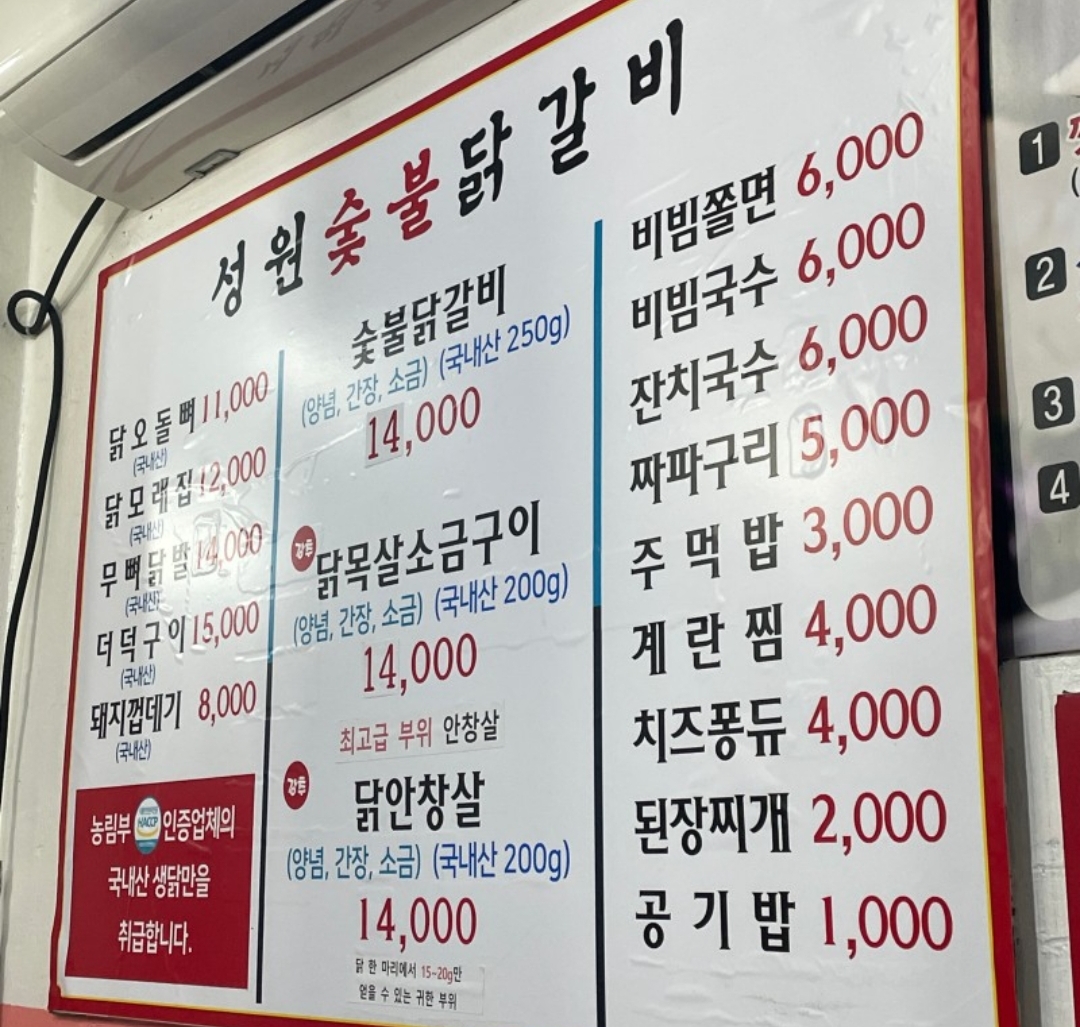 성원숯불닭갈비
닭오돌뼈 11,000
(국내산)
닭모래집 12,000
(국내산)
무뼈닭발 14,000
(국내산)
더덕구이 15,000
(국내산)
돼지껍데기 8,000
(국내산)
농림부 HACCP 인증업체의
국내산 생닭만을
취급합니다.
숯불닭갈비
(양념, 간장, 소금) (국내산 250g)
14,000
강추
닭목살소금구이
(양념, 간장, 소금) (국내산 200g)
14,000
최고급 부위 안창살
강추
닭안창살
(양념, 간장, 소금) (국내산 200g)
14,000
닭 한 마리에서 15~20g만
얻을 수 있는 귀한 부위
비빔쫄면 6,000
비빔국수 6,000
잔치국수 6,000
짜파구리 5,000
주먹밥 3,000
계란찜 4,000
치즈퐁듀 4,000
된장찌개 2,000
공기밥 1,000
1
2
3
4